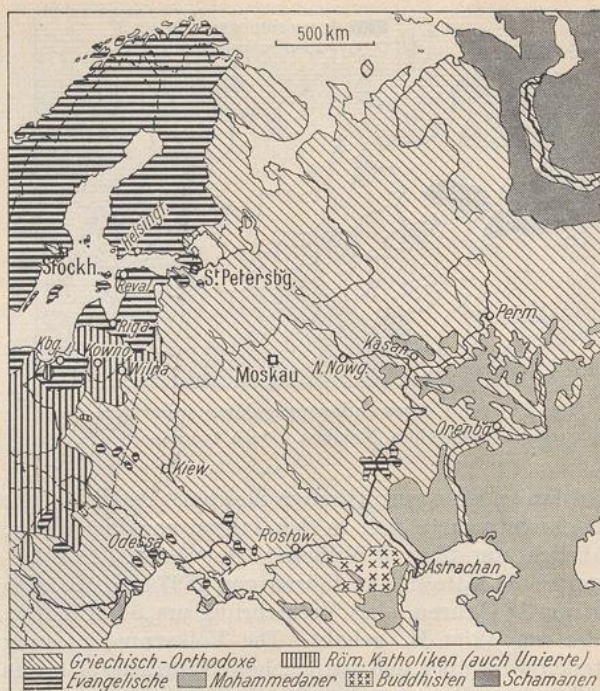 500 km
Helsingf.
Stockh.
Reval
St. Petersbg.
Riga
Kbg.
Kowno
Wilna
Moskau
N. Nowg.
Kasan
Perm.
Orenbg.
Kiew
Odessa
Rostow
Astrachan
Griechisch-Orthodoxe
Röm. Katholiken (auch Unierte)
Evangelische
Mohammedaner
Buddhisten
Schamanen